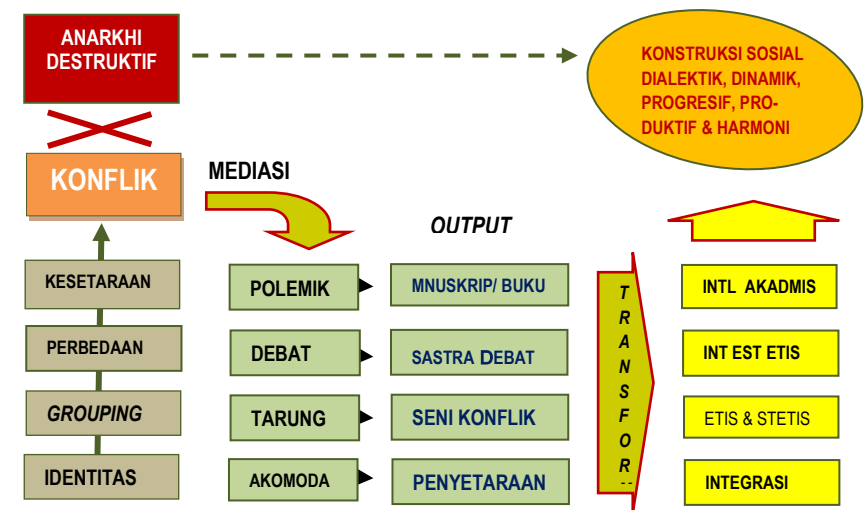 ANARKHI
DESTRUKTIF
KONSTRUKSI SOSIAL
DIALEKTIK, DINAMIK,
PROGRESIF, PRO-
DUKTIF & HARMONI
KONFLIK
MEDIASI
OUTPUT
KESETARAAN
PERBEDAAN
GROUPING
IDENTITAS
POLEMIK
DEBAT
TARUNG
AKOMODA
MNUSKRIP/ BUKU
SASTRA DEBAT
SENI KONFLIK
PENYETARAAN
T
R
A
N
S
F
O
R
INTL AKADMIS
INT EST ETIS
ETIS & STETIS
INTEGRASI